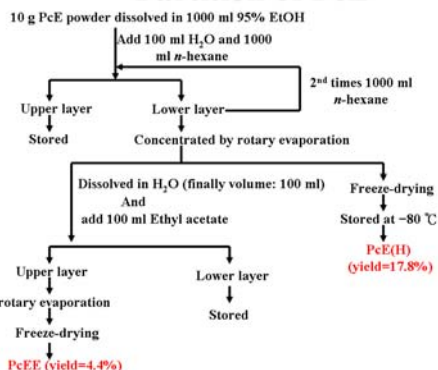 10 g PcE powder dissolved in 1000 ml 95% EtOH
Add 100 ml H₂O and 1000
ml n-hexane
2nd times 1000 ml
n-hexane
Upper layer
Lower layer
Stored
Concentrated by rotary evaporation
Dissolved in H₂O (finally volume: 100 ml)
And
add 100 ml Ethyl acetate
Freeze-drying
Stored at −80 ℃
PcE(H)
(yield=17.8%)
Upper layer
Lower layer
rotary evaporation
Stored
Freeze-drying
PcEE (yield=4.4%)